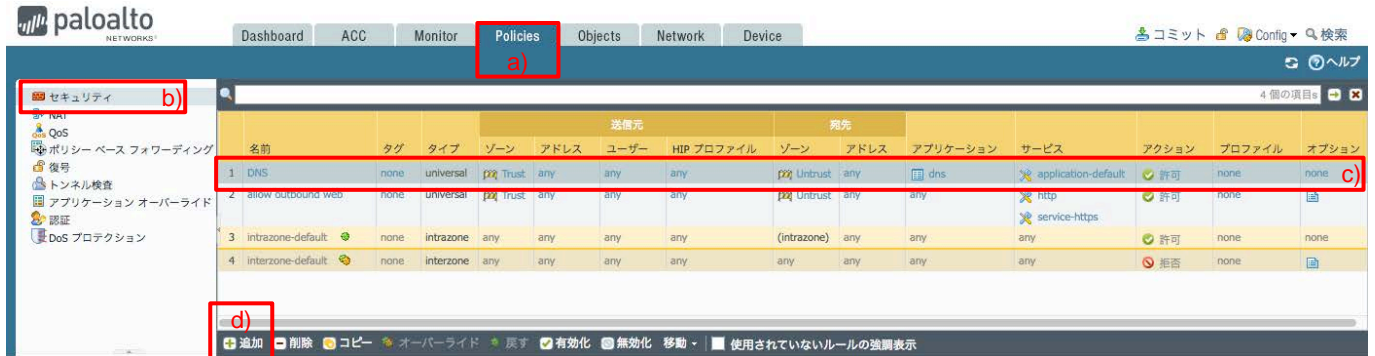 paloalto
NETWORKS
Dashboard ACC Monitor Policies Objects Network Device
コミット Config 検索
a)
ヘルプ
セキュリティ b)
4 個の項目s
NAT
QoS
ポリシー ベース フォワーディング
復号
トンネル検査
アプリケーション オーバーライド
認証
DoS プロテクション
送信元 宛先
名前 タグ タイプ ゾーン アドレス ユーザー HIP プロファイル ゾーン アドレス アプリケーション サービス アクション プロファイル オプション
1 DNS none universal Trust any any any Untrust any dns application-default 許可 none none c)
2 allow outbound web none universal Trust any any any Untrust any any http 許可 none
service-https
3 intrazone-default none intrazone any any any any (intrazone) any any any 許可 none none
4 interzone-default none interzone any any any any any any any any 拒否 none
d)
追加 削除 コピー オーバーライド 戻す 有効化 無効化 移動 使用されていないルールの強調表示